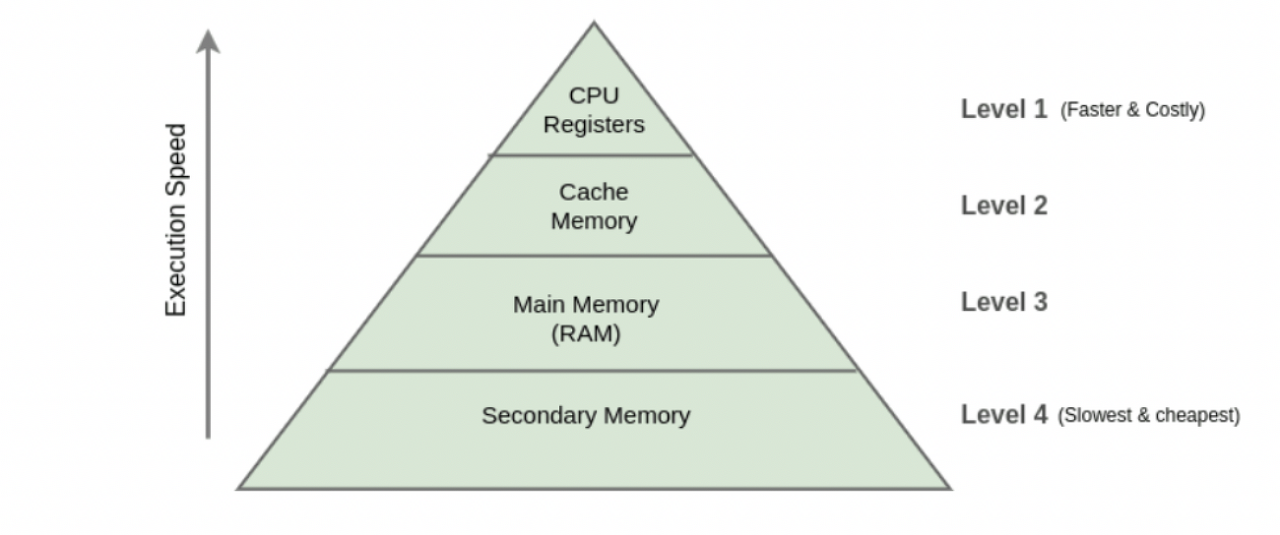 Execution Speed
CPU
Registers
Level 1 (Faster & Costly)
Cache
Memory
Level 2
Main Memory
(RAM)
Level 3
Secondary Memory
Level 4 (Slowest & cheapest)